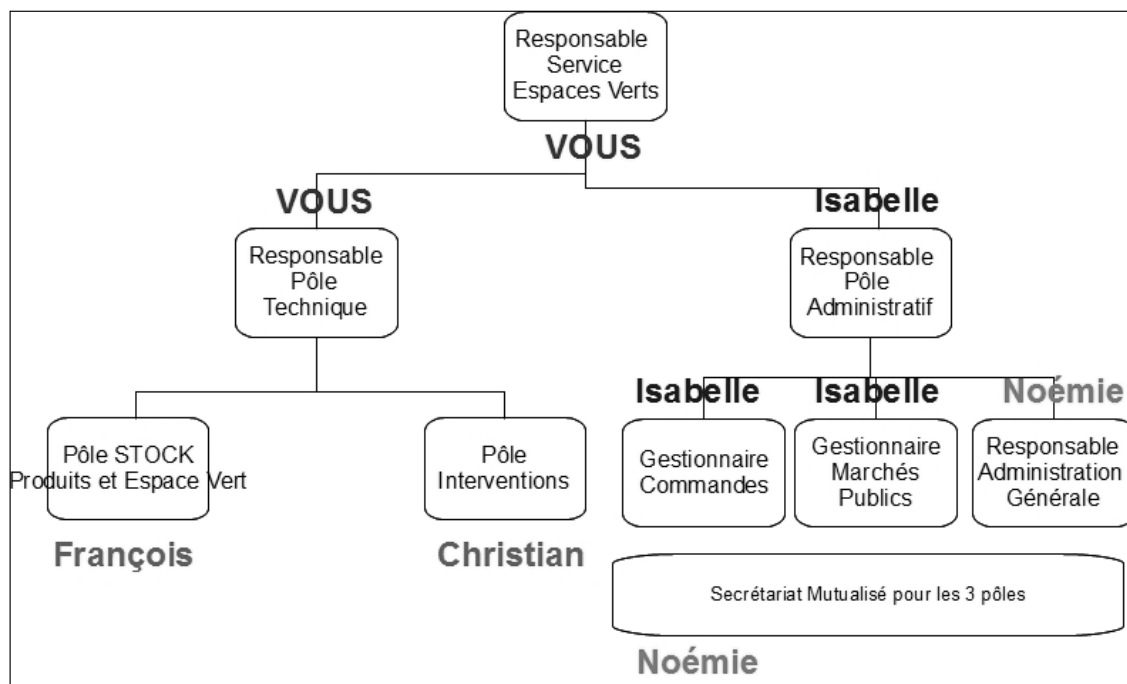 Responsable
Service
Espaces Verts
VOUS
VOUS
Isabelle
Responsable
Pôle
Technique
Responsable
Pôle
Administratif
Isabelle
Isabelle
Noémie
Pôle STOCK
Produits et Espace Vert
Pôle
Interventions
Gestionnaire
Commandes
Gestionnaire
Marchés
Publics
Responsable
Administration
Générale
François
Christian
Secrétariat Mutualisé pour les 3 pôles
Noémie